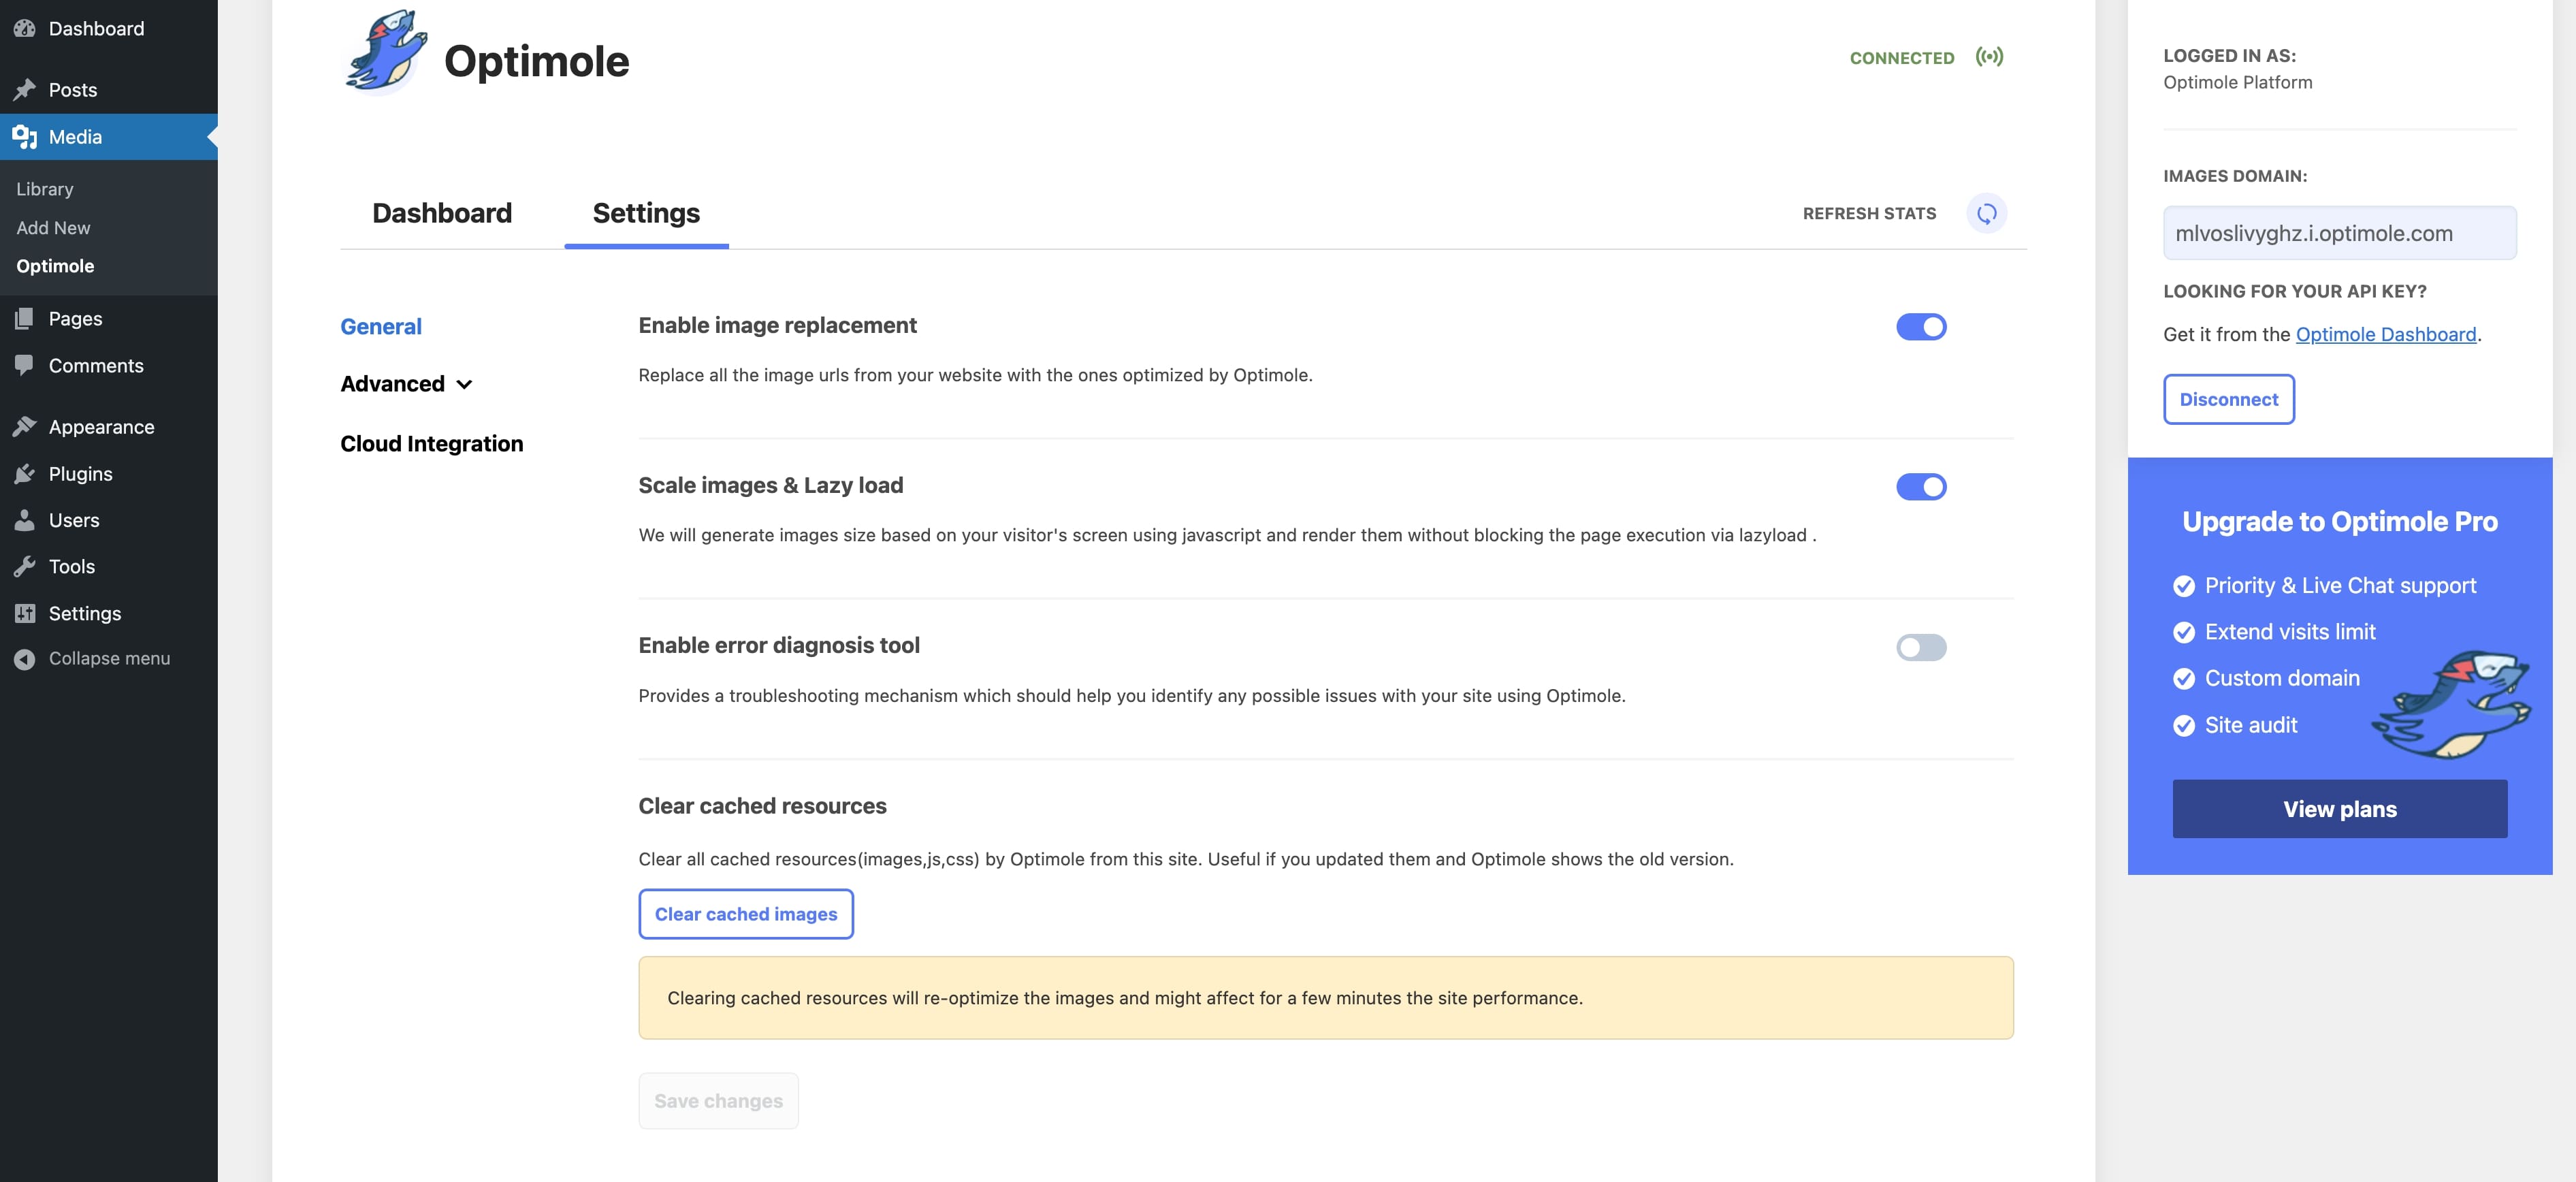 Dashboard
Posts
Media
Library
Add New
Optimole
Pages
Comments
Appearance
Plugins
Users
Tools
Settings
Collapse menu
Optimole
CONNECTED
Dashboard
Settings
REFRESH STATS
General
Advanced
Cloud Integration
Enable image replacement
Replace all the image urls from your website with the ones optimized by Optimole.
Scale images & Lazy load
We will generate images size based on your visitor's screen using javascript and render them without blocking the page execution via lazyload .
Enable error diagnosis tool
Provides a troubleshooting mechanism which should help you identify any possible issues with your site using Optimole.
Clear cached resources
Clear all cached resources(images,js,css) by Optimole from this site. Useful if you updated them and Optimole shows the old version.
Clear cached images
Clearing cached resources will re-optimize the images and might affect for a few minutes the site performance.
Save changes
LOGGED IN AS:
Optimole Platform
IMAGES DOMAIN:
mlvoslivyghz.i.optimole.com
LOOKING FOR YOUR API KEY?
Get it from the Optimole Dashboard.
Disconnect
Upgrade to Optimole Pro
Priority & Live Chat support
Extend visits limit
Custom domain
Site audit
View plans